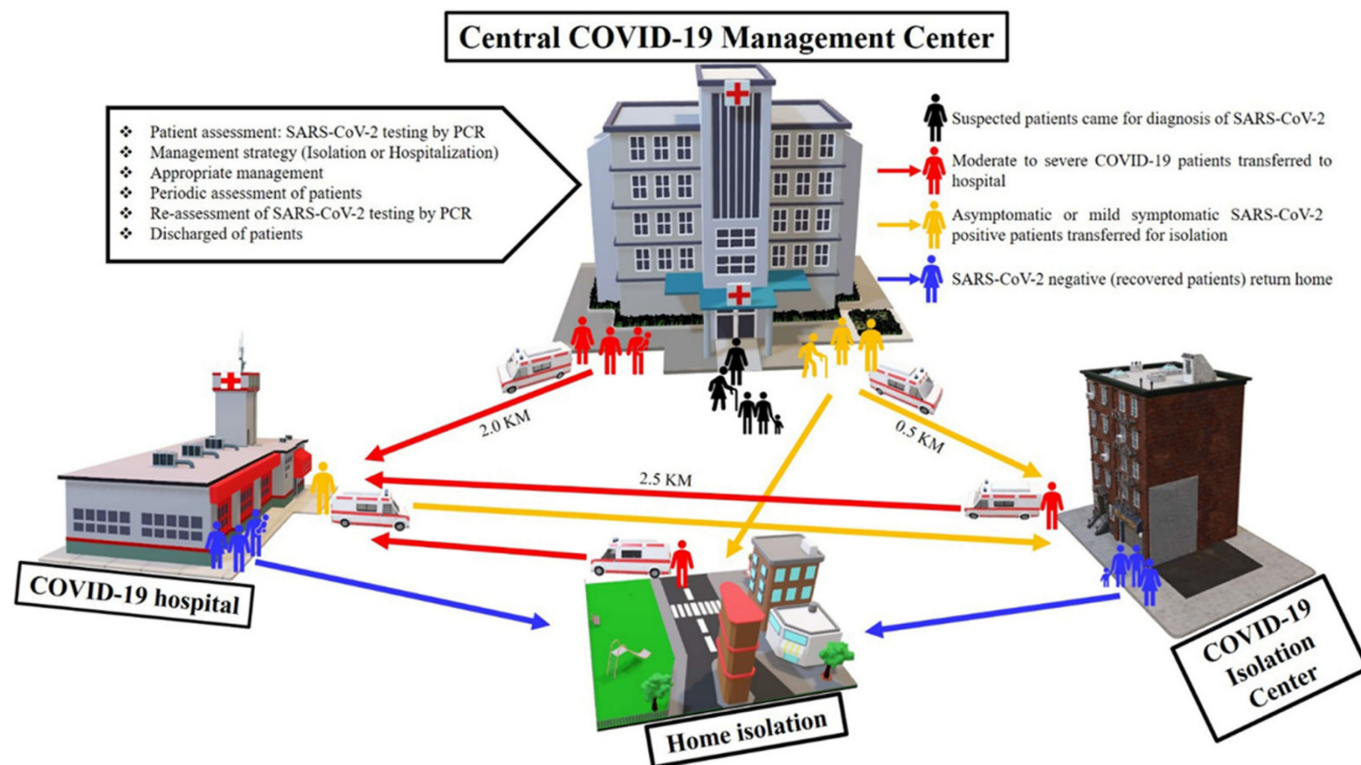 Central COVID-19 Management Center
❖ Patient assessment: SARS-CoV-2 testing by PCR
❖ Management strategy (Isolation or Hospitalization)
❖ Appropriate management
❖ Periodic assessment of patients
❖ Re-assessment of SARS-CoV-2 testing by PCR
❖ Discharged of patients
Suspected patients came for diagnosis of SARS-CoV-2
Moderate to severe COVID-19 patients transferred to
hospital
Asymptomatic or mild symptomatic SARS-CoV-2
positive patients transferred for isolation
SARS-CoV-2 negative (recovered patients) return home
2.0 KM
0.5 KM
2.5 KM
COVID-19 hospital
Home isolation
COVID-19
Isolation
Center